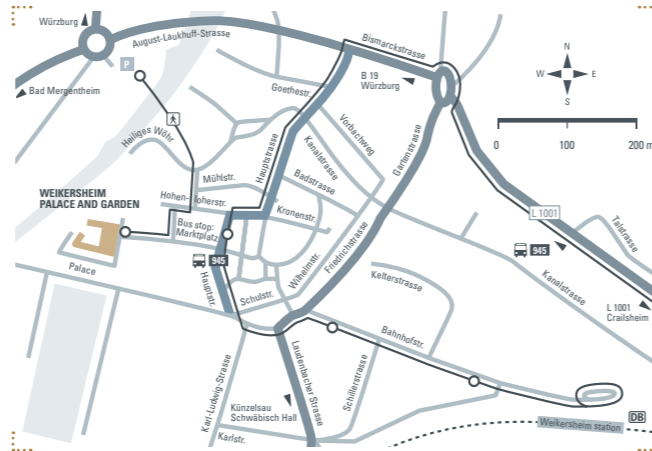 Würzburg
August-Laukhuff-Strasse
Bismarckstrasse
P
B 19
Würzburg
N
W E
S
Bad Mergentheim
Goethestr.
0 100 200 m
Heiliges Wöhr
Hauptstrasse
Kanalstrasse
Vorbachweg
Gartenstrasse
Mühlstr.
Badstrasse
WEIKERSHEIM
PALACE AND GARDEN
Hohen-loherstr.
Kronenstr.
L 1001
Talstrasse
Bus stop:
Marktplatz
945
945
Palace
Hauptstr.
Schulstr.
Wilhelmstr.
Friedrichstrasse
Kelterstrasse
Kanalstrasse
L 1001
Crailsheim
Bahnhofstr.
Karl-Ludwig-Strasse
Laudenbacher Strasse
Schillerstrasse
Künzelsau
Schwäbisch Hall
Karlstr.
Weikersheim station
DB